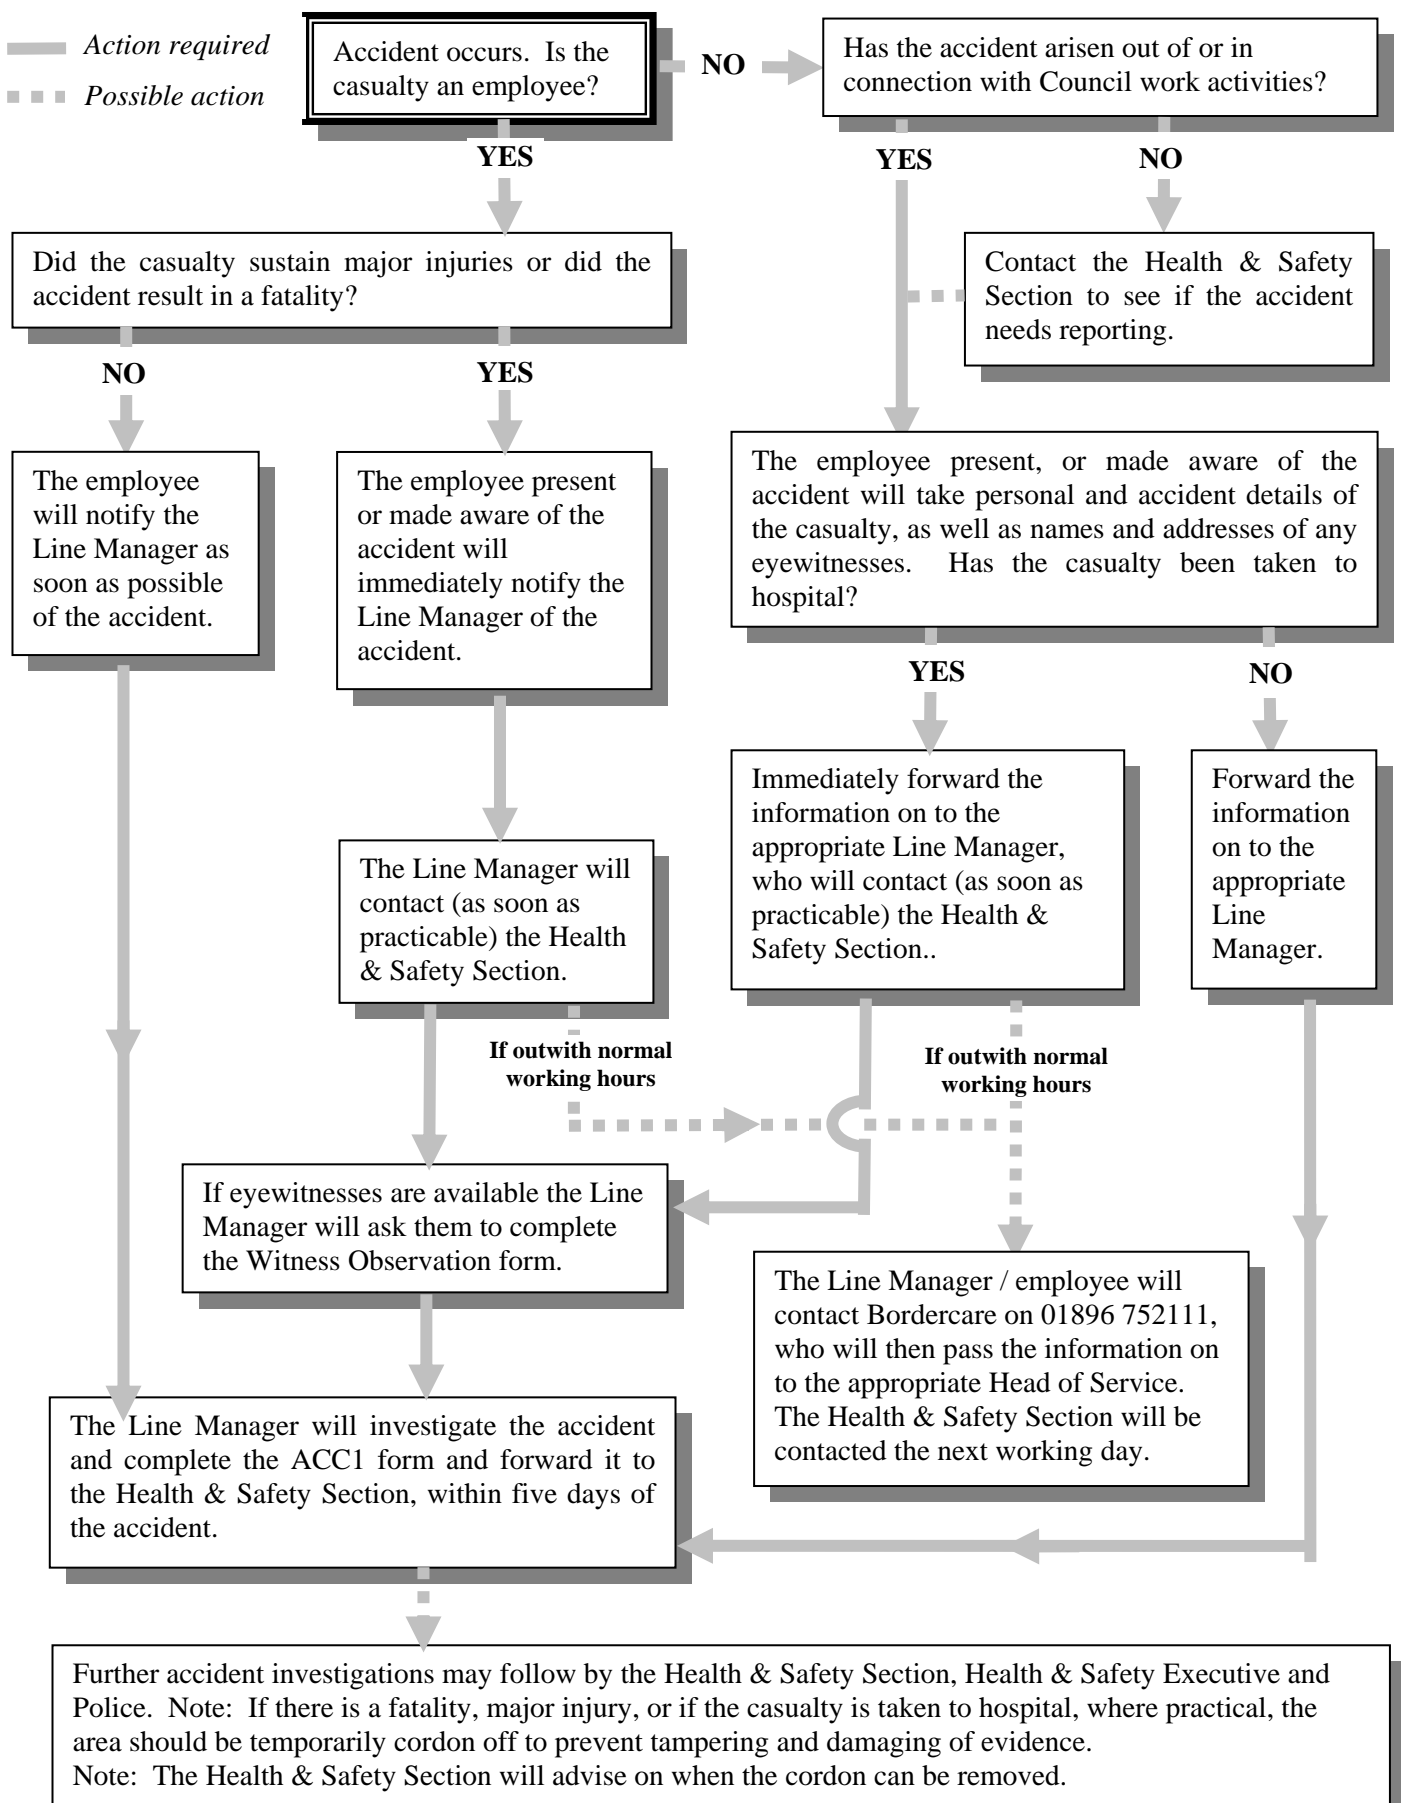 Action required
Possible action
Accident occurs. Is the
casualty an employee?
NO
Has the accident arisen out of or in
connection with Council work activities?
YES
YES
NO
Did the casualty sustain major injuries or did the
accident result in a fatality?
Contact the Health & Safety
Section to see if the accident
needs reporting.
NO
YES
The employee
will notify the
Line Manager as
soon as possible
of the accident.
The employee present
or made aware of the
accident will
immediately notify the
Line Manager of the
accident.
The employee present, or made aware of the
accident will take personal and accident details of
the casualty, as well as names and addresses of any
eyewitnesses. Has the casualty been taken to
hospital?
YES
NO
The Line Manager will
contact (as soon as
practicable) the Health
& Safety Section.
Immediately forward the
information on to the
appropriate Line Manager,
who will contact (as soon as
practicable) the Health &
Safety Section..
Forward the
information
on to the
appropriate
Line
Manager.
If outwith normal
working hours
If outwith normal
working hours
If eyewitnesses are available the Line
Manager will ask them to complete
the Witness Observation form.
The Line Manager / employee will
contact Bordercare on 01896 752111,
who will then pass the information on
to the appropriate Head of Service.
The Health & Safety Section will be
contacted the next working day.
The Line Manager will investigate the accident
and complete the ACC1 form and forward it to
the Health & Safety Section, within five days of
the accident.
Further accident investigations may follow by the Health & Safety Section, Health & Safety Executive and
Police. Note: If there is a fatality, major injury, or if the casualty is taken to hospital, where practical, the
area should be temporarily cordon off to prevent tampering and damaging of evidence.
Note: The Health & Safety Section will advise on when the cordon can be removed.